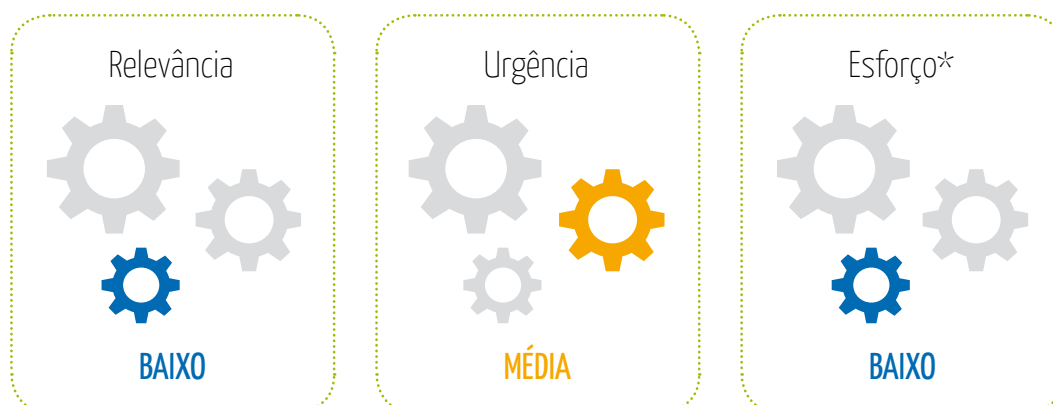 Relevância
Urgência
Esforço*
BAIXO
MÉDIA
BAIXO